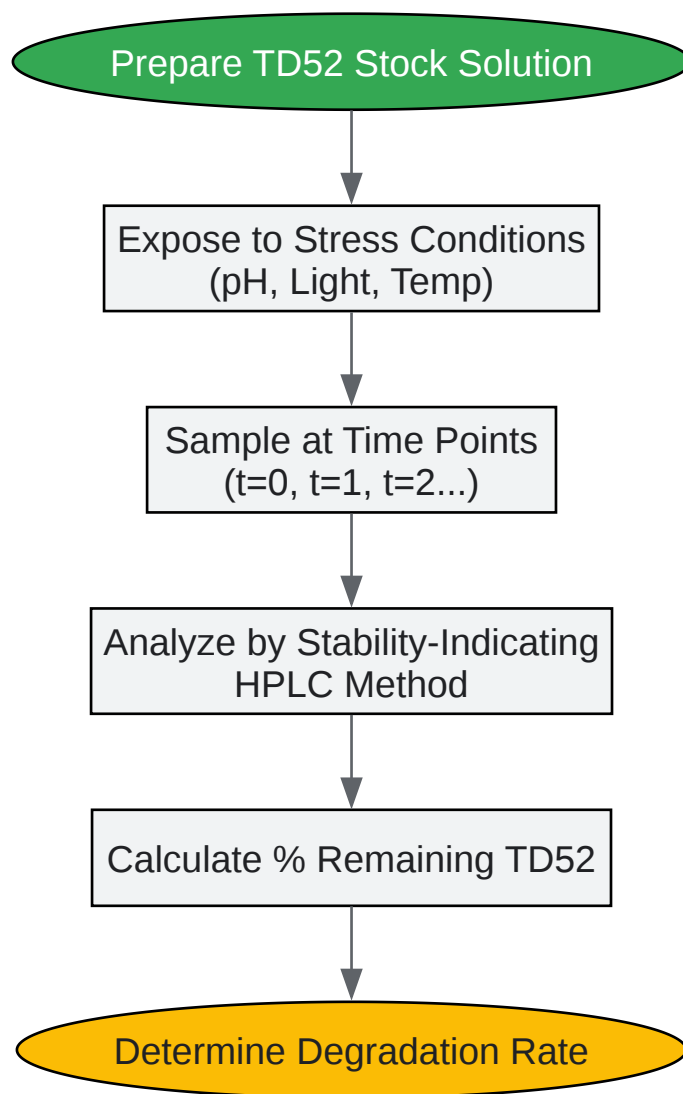 Prepare TD52 Stock Solution
Expose to Stress Conditions
(pH, Light, Temp)
Sample at Time Points
(t=0, t=1, t=2...)
Analyze by Stability-Indicating
HPLC Method
Calculate % Remaining TD52
Determine Degradation Rate